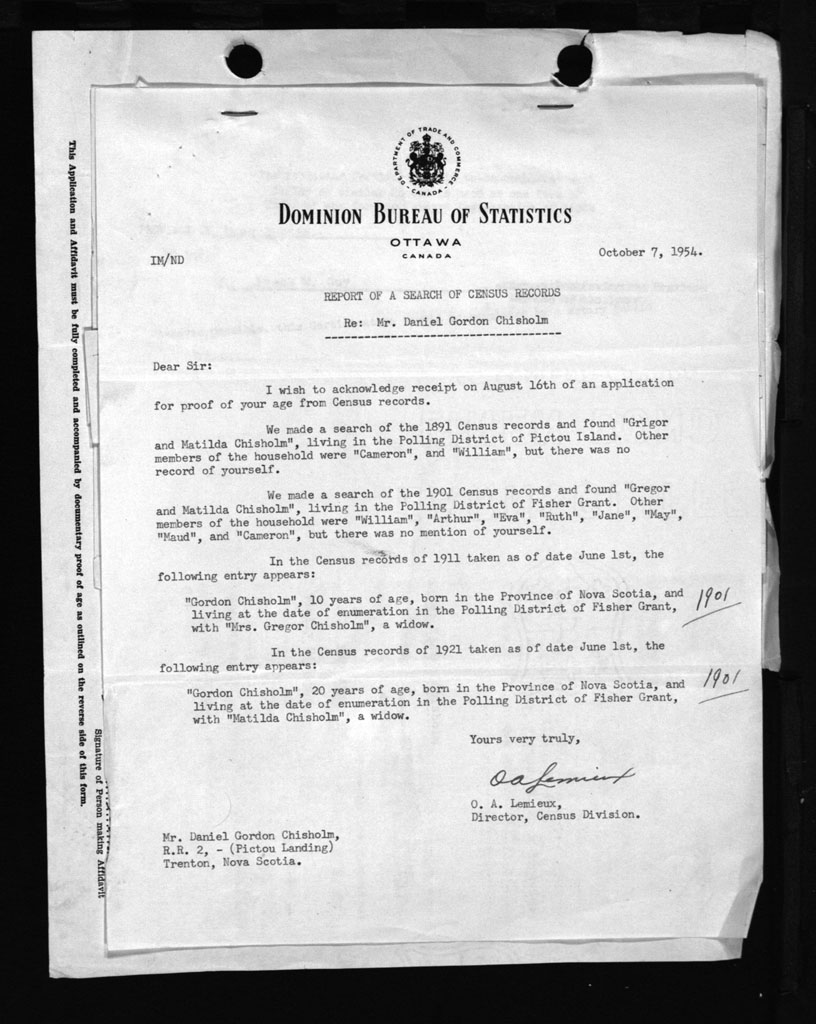 DEPARTMENT OF TRADE AND COMMERCE
- CANADA -
DOMINION BUREAU OF STATISTICS
OTTAWA
CANADA
IM/ND
October 7, 1954.
REPORT OF A SEARCH OF CENSUS RECORDS
Re: Mr. Daniel Gordon Chisholm
Dear Sir:
I wish to acknowledge receipt on August 16th of an application
for proof of your age from Census records.
We made a search of the 1891 Census records and found "Grigor
and Matilda Chisholm", living in the Polling District of Pictou Island. Other
members of the household were "Cameron", and "William", but there was no
record of yourself.
We made a search of the 1901 Census records and found "Gregor
and Matilda Chisholm", living in the Polling District of Fisher Grant. Other
members of the household were "William", "Arthur", "Eva", "Ruth", "Jane", "May",
"Maud", and "Cameron", but there was no mention of yourself.
In the Census records of 1911 taken as of date June 1st, the
following entry appears:
"Gordon Chisholm", 10 years of age, born in the Province of Nova Scotia, and
living at the date of enumeration in the Polling District of Fisher Grant,
with "Mrs. Gregor Chisholm", a widow.
1901
In the Census records of 1921 taken as of date June 1st, the
following entry appears:
"Gordon Chisholm", 20 years of age, born in the Province of Nova Scotia, and
living at the date of enumeration in the Polling District of Fisher Grant,
with "Matilda Chisholm", a widow.
1901
Yours very truly,
O A Lemieux
O. A. Lemieux,
Director, Census Division.
Mr. Daniel Gordon Chisholm,
R.R. 2, - (Pictou Landing)
Trenton, Nova Scotia.
This Application and Affidavit must be fully completed and accompanied by documentary proof of age as outlined on the reverse side of this form.
Signature of Person making Affidavit